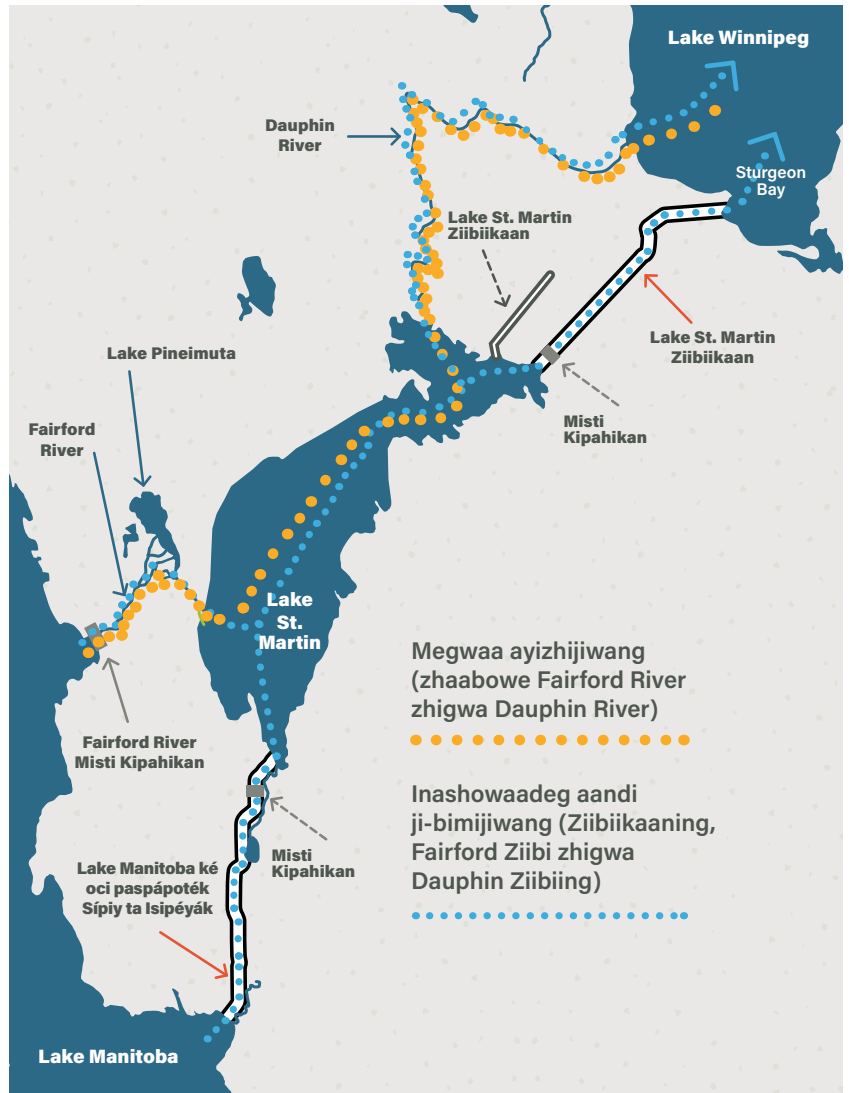 Lake Winnipeg
Dauphin
River
Sturgeon
Bay
Lake St. Martin
Ziibiikaan
Lake St. Martin
Ziibiikaan
Lake Pineimuta
Misti
Kipahikan
Fairford
River
Lake
St.
Martin
Megwaa ayizhijiwang
(zhaabowe Fairford River
zhigwa Dauphin River)
Fairford River
Misti Kipahikan
Inashowaadeg aandi
ji-bimijiwang (Ziibiikaaning,
Fairford Ziibi zhigwa
Dauphin Ziibiing)
Misti
Kipahikan
Lake Manitoba ké
oci paspápoték
Sípiy ta Isipéyák
Lake Manitoba